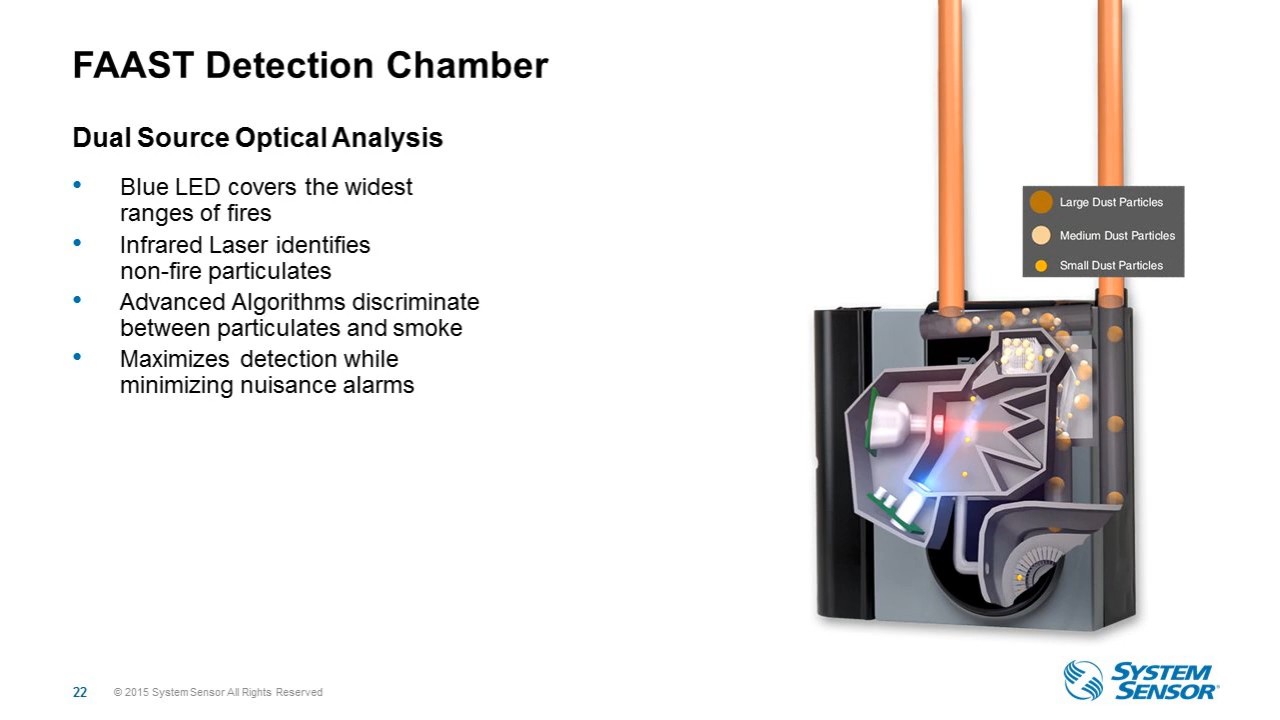 FAAST Detection Chamber
Dual Source Optical Analysis
• Blue LED covers the widest
ranges of fires
• Infrared Laser identifies
non-fire particulates
• Advanced Algorithms discriminate
between particulates and smoke
• Maximizes detection while
minimizing nuisance alarms
Large Dust Particles
Medium Dust Particles
Small Dust Particles
22 © 2015 System Sensor All Rights Reserved
SYSTEM
SENSOR®